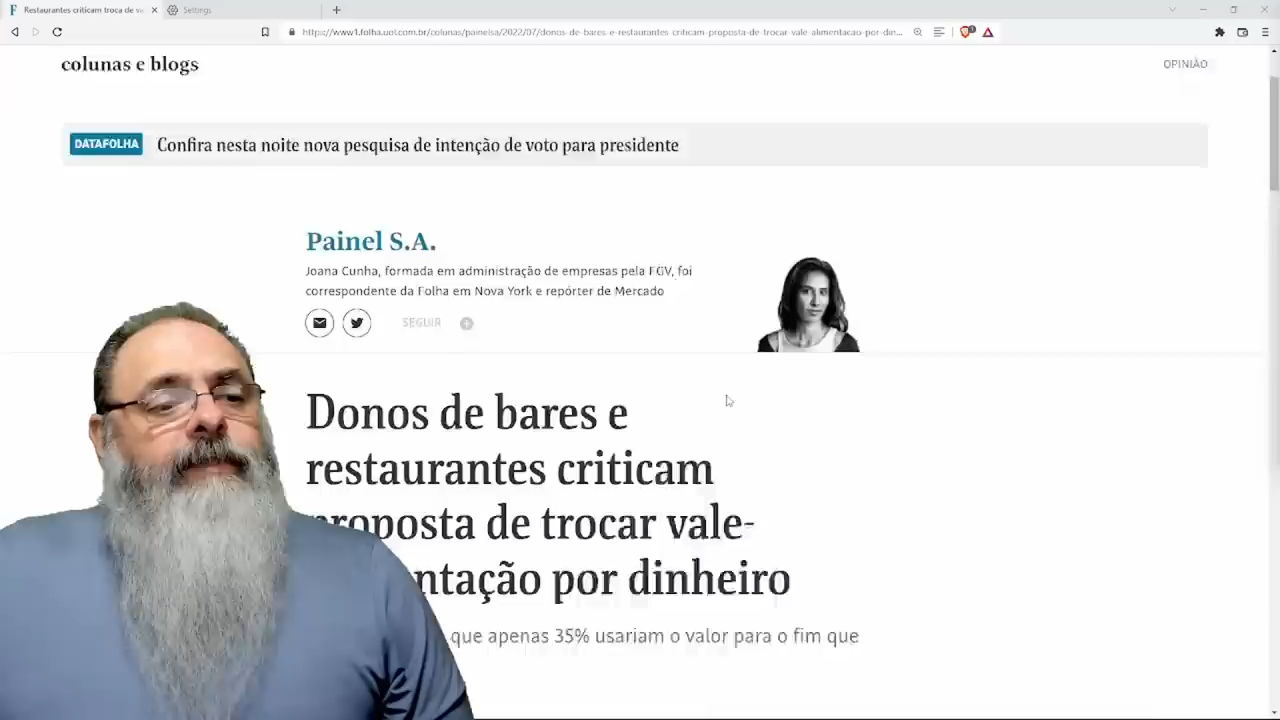 Restaurantes criticam troca de va
Settings
https://www1.folha.uol.com.br/colunas/painelsa/2022/07/donos-de-bares-e-restaurantes-criticam-proposta-de-trocar-vale-alimentacao-por-din...
colunas e blogs
OPINIÃO
DATAFOLHA Confira nesta noite nova pesquisa de intenção de voto para presidente
Painel S.A.
Joana Cunha, formada em administração de empresas pela FGV, foi
correspondente da Folha em Nova York e repórter de Mercado
SEGUIR
Donos de bares e
restaurantes criticam
proposta de trocar vale-
ntação por dinheiro
que apenas 35% usariam o valor para o fim que